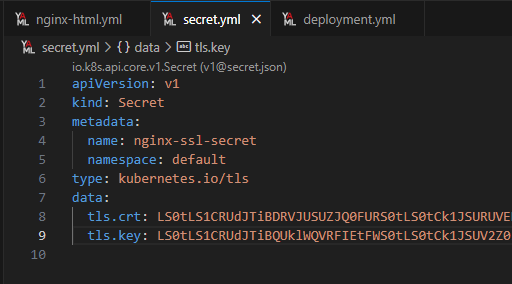 nginx-html.yml secret.yml deployment.yml
secret.yml > {} data > tls.key
io.k8s.api.core.v1.Secret (v1@secret.json)
1 apiVersion: v1
2 kind: Secret
3 metadata:
4 name: nginx-ssl-secret
5 namespace: default
6 type: kubernetes.io/tls
7 data:
8 tls.crt: LS0tLS1CRUdJTiBDRVJUSUZJQ0FURS0tLS0tCk1JSURUVE
9 tls.key: LS0tLS1CRUdJTiBQUklWQVRFIEtFWS0tLS0tCk1JSUV2Z0
10